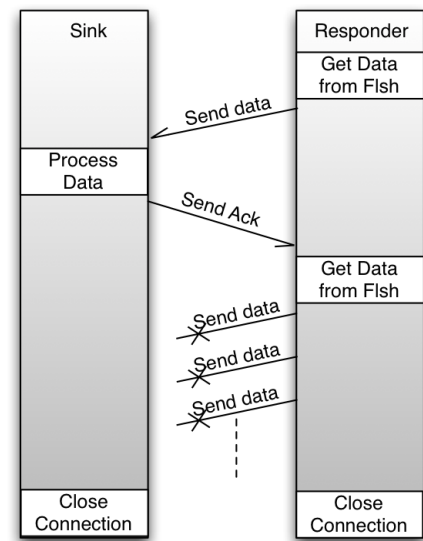 Sink
Responder
Get Data
from Flsh
Send data
Process
Data
Send Ack
Get Data
from Flsh
Send data
Send data
Send data
Close
Connection
Close
Connection